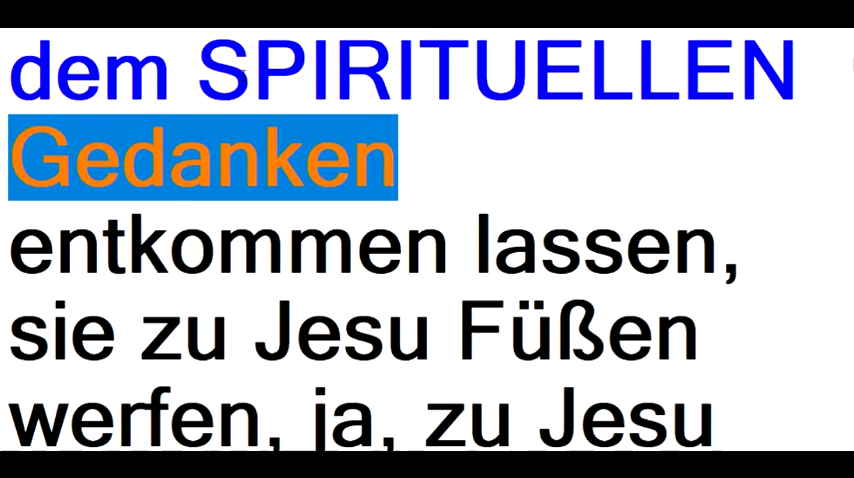 dem SPIRITUELLEN
Gedanken
entkommen lassen,
sie zu Jesu Füßen
werfen, ja, zu Jesu